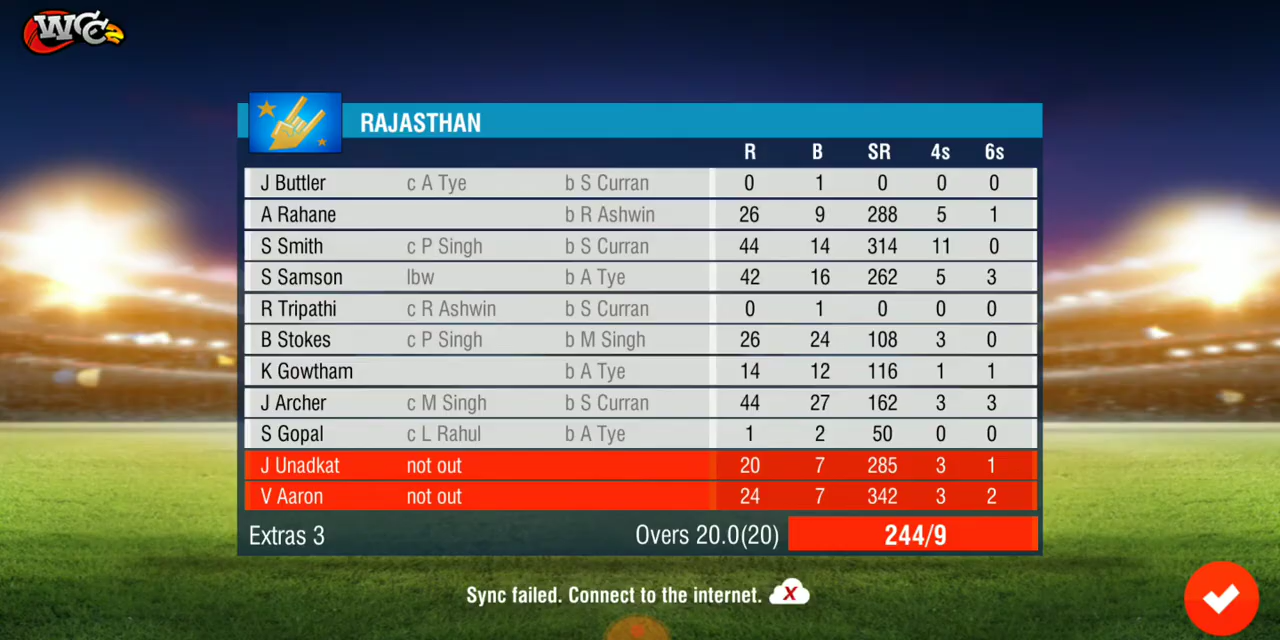 WCC
RAJASTHAN
R B SR 4s 6s
J Buttler c A Tye b S Curran 0 1 0 0 0
A Rahane b R Ashwin 26 9 288 5 1
S Smith c P Singh b S Curran 44 14 314 11 0
S Samson lbw b A Tye 42 16 262 5 3
R Tripathi c R Ashwin b S Curran 0 1 0 0 0
B Stokes c P Singh b M Singh 26 24 108 3 0
K Gowtham b A Tye 14 12 116 1 1
J Archer c M Singh b S Curran 44 27 162 3 3
S Gopal c L Rahul b A Tye 1 2 50 0 0
J Unadkat not out 20 7 285 3 1
V Aaron not out 24 7 342 3 2
Extras 3 Overs 20.0(20) 244/9
Sync failed. Connect to the internet. X